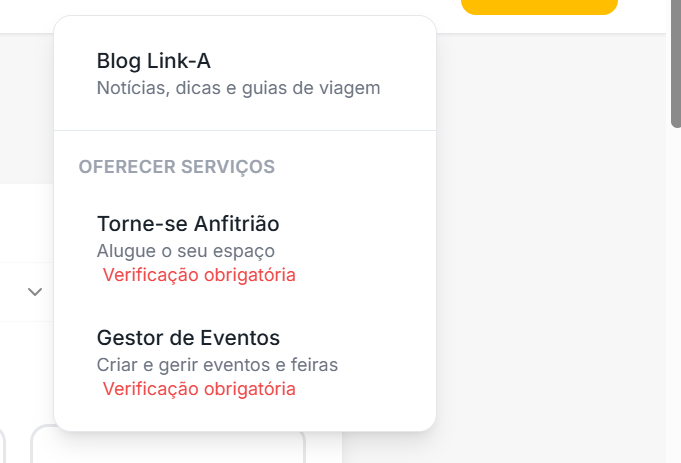 Blog Link-A
Notícias, dicas e guias de viagem
OFERECER SERVIÇOS
Torne-se Anfitrião
Alugue o seu espaço
Verificação obrigatória
Gestor de Eventos
Criar e gerir eventos e feiras
Verificação obrigatória